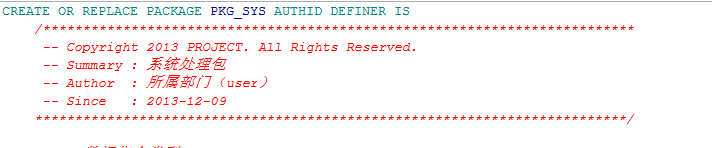 CREATE OR REPLACE PACKAGE PKG_SYS AUTHID DEFINER IS
/**************************************************************************
-- Copyright 2013 PROJECT. All Rights Reserved.
-- Summary : 系统处理包
-- Author : 所属部门（user）
-- Since : 2013-12-09
**************************************************************************/